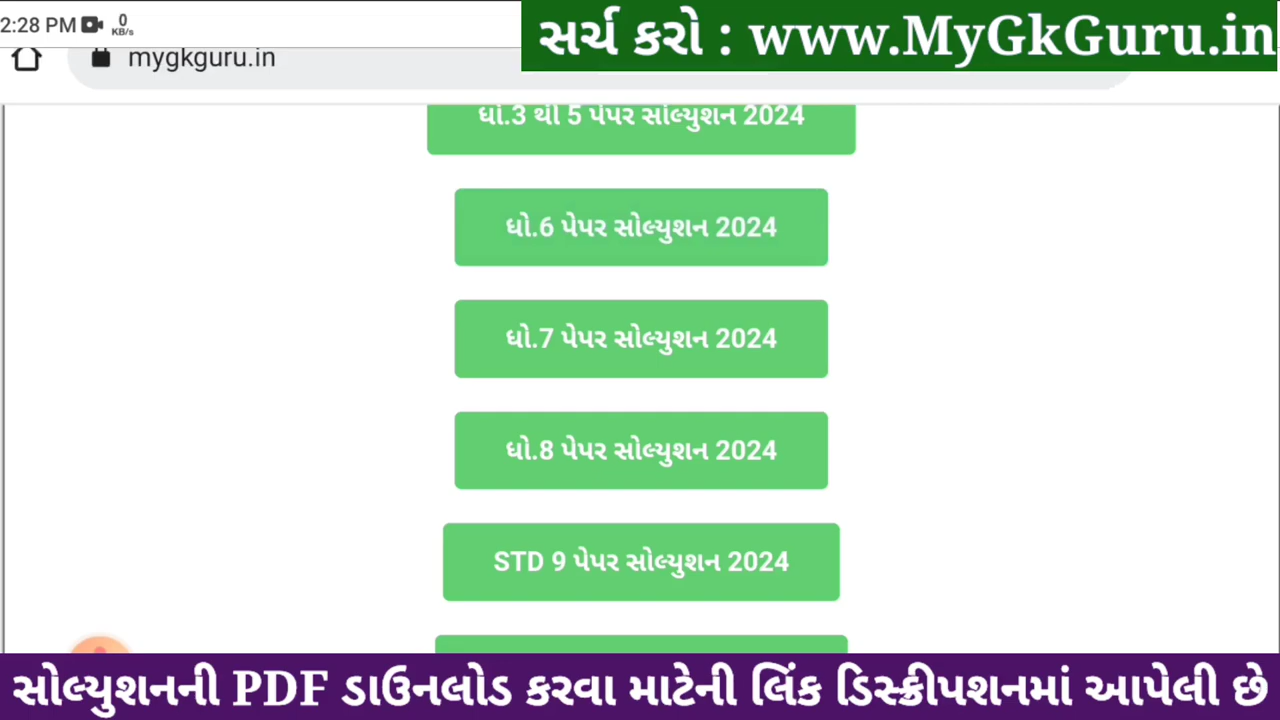 2:28 PM 0 KB/s
સર્ચ કરો : www.MyGkGuru.in
mygkguru.in
ધો.3 થી 5 પેપર સોલ્યુશન 2024
ધો.6 પેપર સોલ્યુશન 2024
ધો.7 પેપર સોલ્યુશન 2024
ધો.8 પેપર સોલ્યુશન 2024
STD 9 પેપર સોલ્યુશન 2024
સોલ્યુશનની PDF ડાઉનલોડ કરવા માટેની લિંક ડિસ્ક્રીપશનમાં આપેલી છે